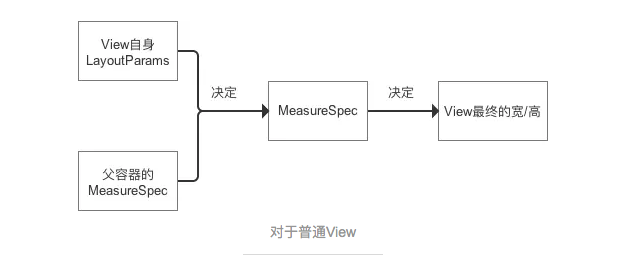 View自身
LayoutParams
决定
MeasureSpec
决定
View最终的宽/高
父容器的
MeasureSpec
对于普通View